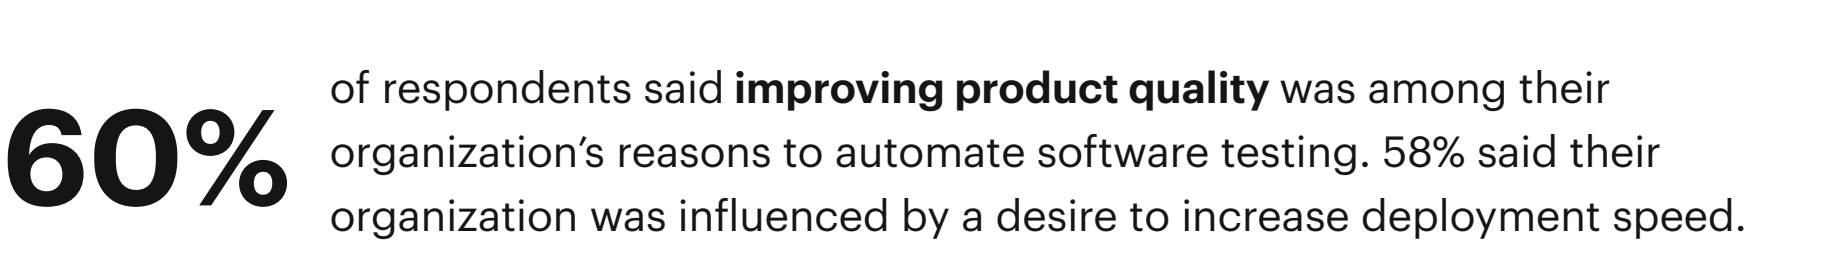 60%
of respondents said improving product quality was among their
organization’s reasons to automate software testing. 58% said their
organization was influenced by a desire to increase deployment speed.